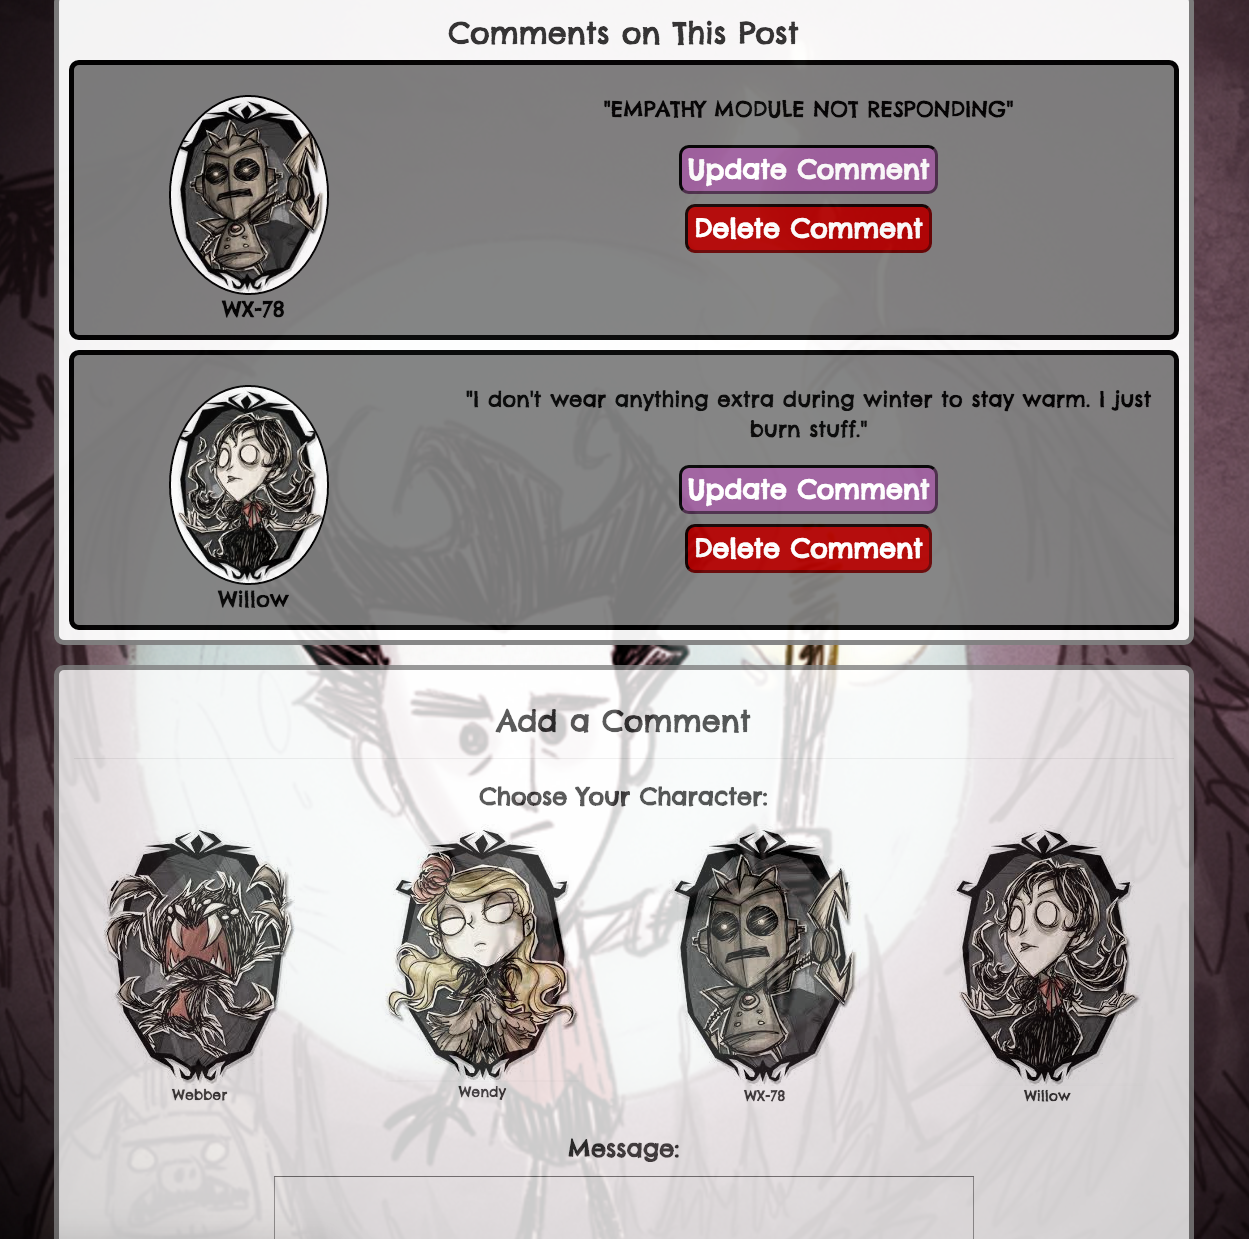 Comments on This Post
"EMPATHY MODULE NOT RESPONDING"
Update Comment
Delete Comment
WX-78
"I don't wear anything extra during winter to stay warm. I just
burn stuff."
Update Comment
Delete Comment
Willow
Add a Comment
Choose Your Character:
Webber
Wendy
WX-78
Willow
Message: